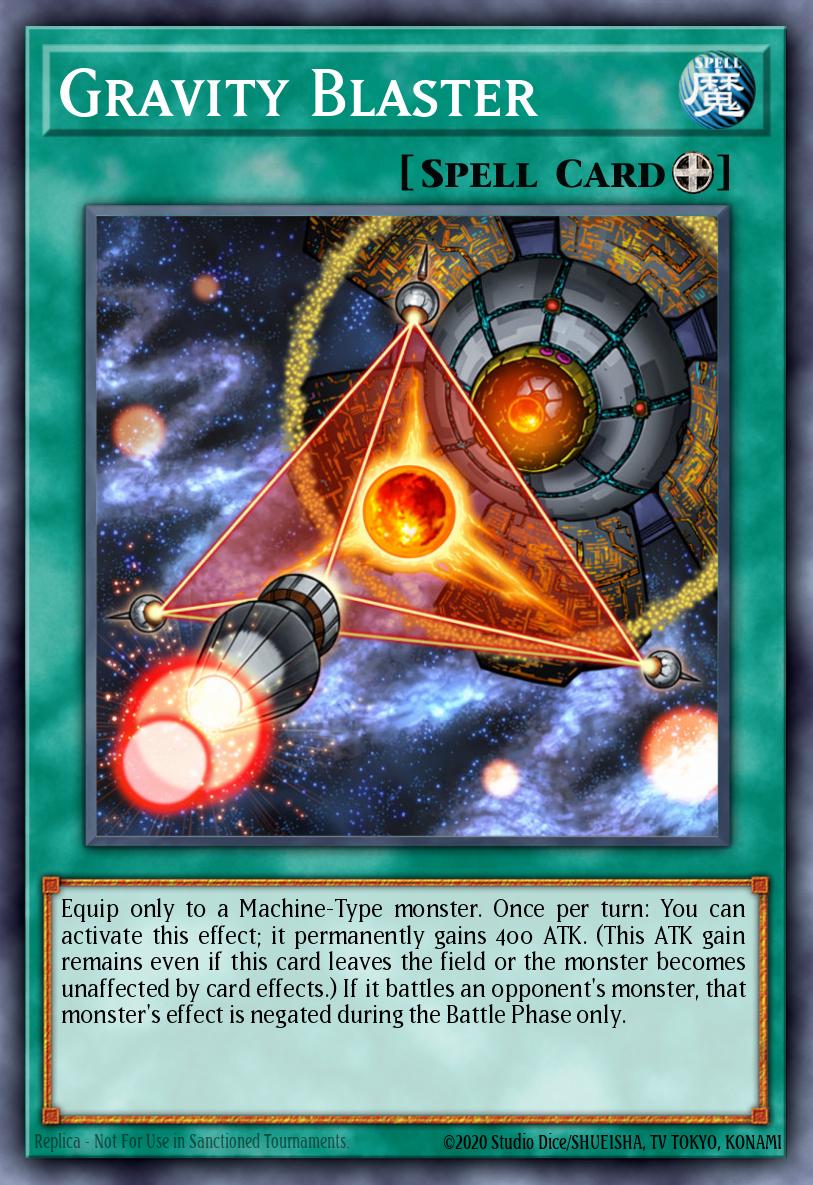 Gravity Blaster
SPELL
魔
[Spell Card]
Equip only to a Machine-Type monster. Once per turn: You can
activate this effect; it permanently gains 400 ATK. (This ATK gain
remains even if this card leaves the field or the monster becomes
unaffected by card effects.) If it battles an opponent's monster, that
monster's effect is negated during the Battle Phase only.
Replica - Not For Use in Sanctioned Tournaments.
©2020 Studio Dice/SHUEISHA, TV TOKYO, KONAMI